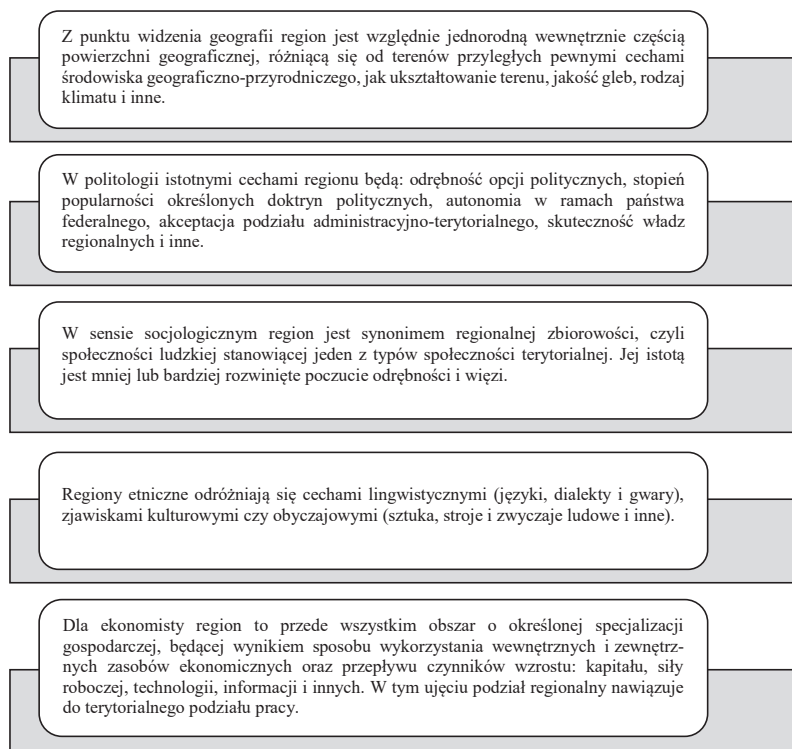 Z punktu widzenia geografii region jest względnie jednorodną wewnętrznie częścią
powierzchni geograficznej, różniącą się od terenów przyległych pewnymi cechami
środowiska geograficzno-przyrodniczego, jak ukształtowanie terenu, jakość gleb, rodzaj
klimatu i inne.
W politologii istotnymi cechami regionu będą: odrębność opcji politycznych, stopień
popularności określonych doktryn politycznych, autonomia w ramach państwa
federalnego, akceptacja podziału administracyjno-terytorialnego, skuteczność władz
regionalnych i inne.
W sensie socjologicznym region jest synonimem regionalnej zbiorowości, czyli
społeczności ludzkiej stanowiącej jeden z typów społeczności terytorialnej. Jej istotą
jest mniej lub bardziej rozwinięte poczucie odrębności i więzi.
Regiony etniczne odróżniają się cechami lingwistycznymi (języki, dialekty i gwary),
zjawiskami kulturowymi czy obyczajowymi (sztuka, stroje i zwyczaje ludowe i inne).
Dla ekonomisty region to przede wszystkim obszar o określonej specjalizacji
gospodarczej, będącej wynikiem sposobu wykorzystania wewnętrznych i zewnętrz-
nych zasobów ekonomicznych oraz przepływu czynników wzrostu: kapitału, siły
roboczej, technologii, informacji i innych. W tym ujęciu podział regionalny nawiązuje
do terytorialnego podziału pracy.